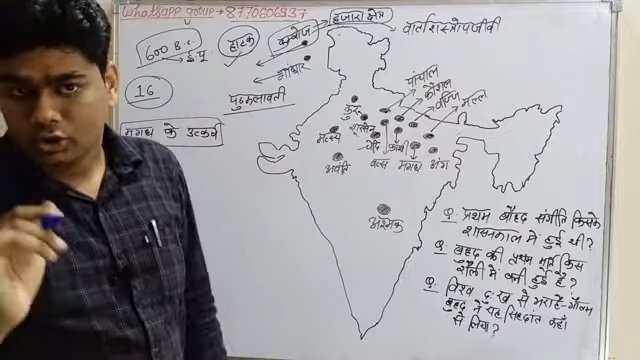 Whatsapp group - 8770606937
600 B.C.
ई.पू.
हाटक
कम्बोज
हजारा क्षेत्र
वार्ताशस्त्रोपजीवी
16
गांधार
पुष्कलावती
मगध के उत्कर्ष
पांचाल
कौशल
वज्जि
मल्ल
कुरु
शूरसेन
मत्स्य
चेदि
काशी
अवंति
वत्स
मगध
अंग
अश्मक
Q. प्रथम बौद्ध संगीति किसके
शासनकाल में हुई थी?
Q. बुद्ध की प्रथम मूर्ति किस
शैली में बनी हुई है?
Q. विश्व दुःख से भरा है-गौतम
बुद्ध ने यह सिद्धांत कहाँ
से लिया?